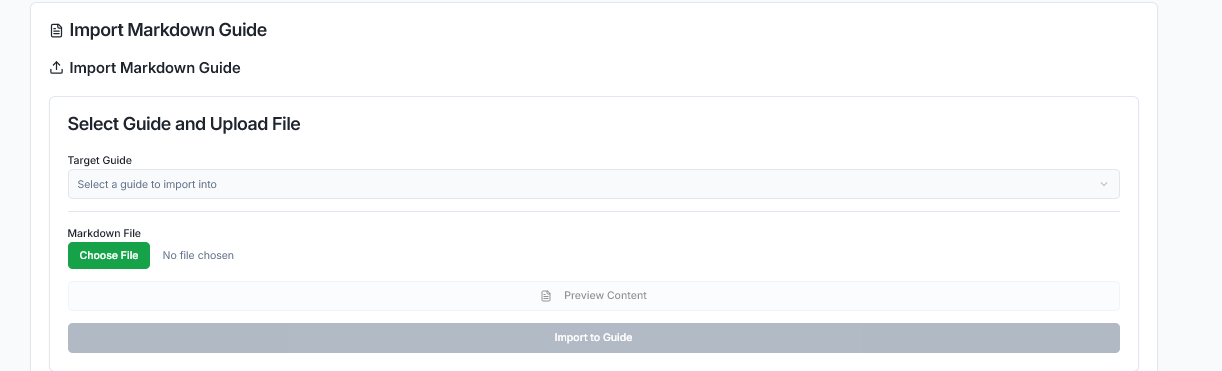 Import Markdown Guide
Import Markdown Guide
Select Guide and Upload File
Target Guide
Select a guide to import into
Markdown File
Choose File No file chosen
Preview Content
Import to Guide